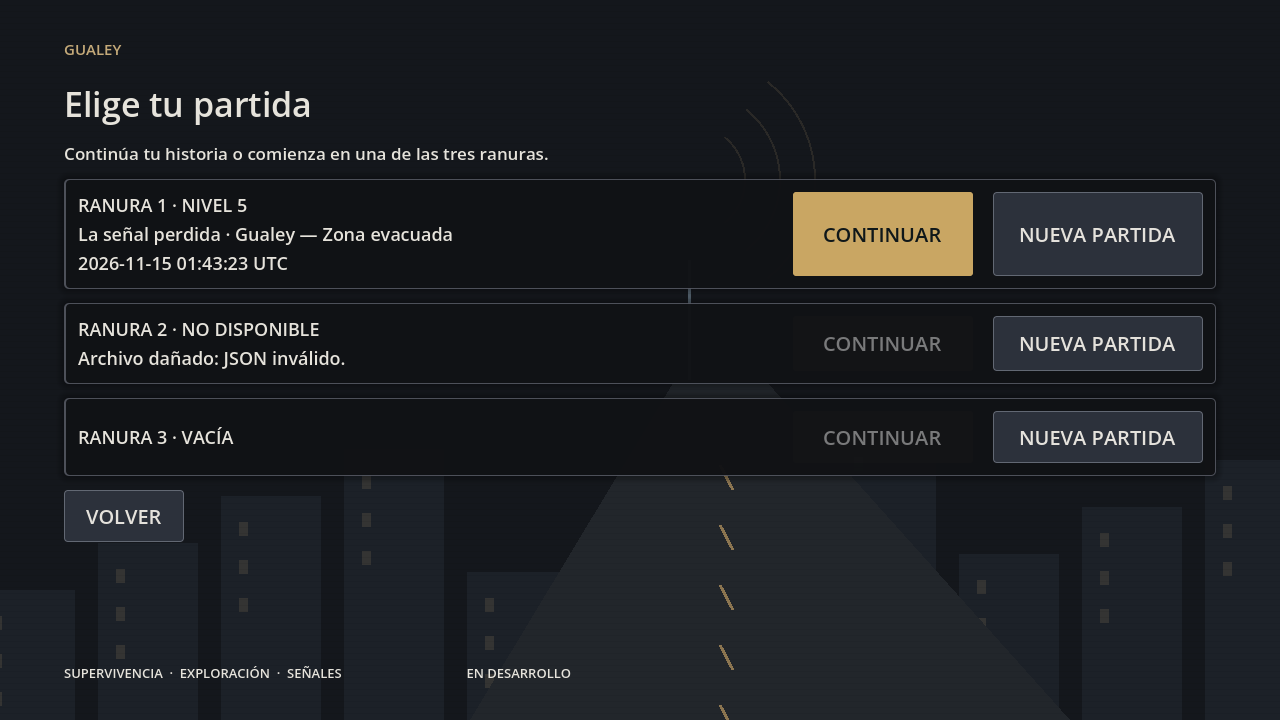 GUALEY
Elige tu partida
Continúa tu historia o comienza en una de las tres ranuras.
RANURA 1 · NIVEL 5
La señal perdida · Gualey — Zona evacuada
2026-11-15 01:43:23 UTC
CONTINUAR
NUEVA PARTIDA
RANURA 2 · NO DISPONIBLE
Archivo dañado: JSON inválido.
CONTINUAR
NUEVA PARTIDA
RANURA 3 · VACÍA
CONTINUAR
NUEVA PARTIDA
VOLVER
SUPERVIVENCIA · EXPLORACIÓN · SEÑALES
EN DESARROLLO